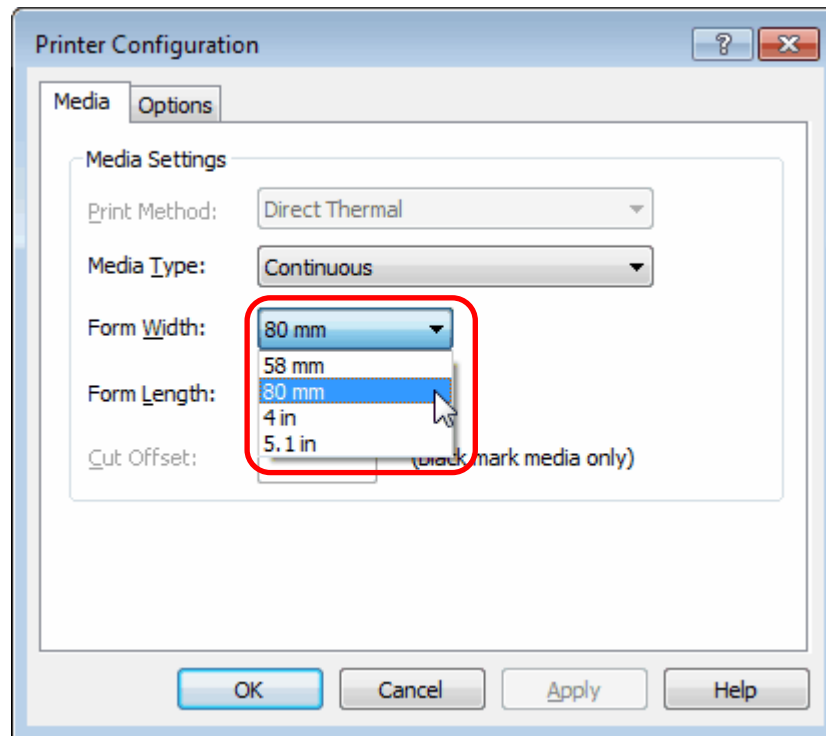 Printer Configuration
Media Options
Media Settings
Print Method: Direct Thermal
Media Type: Continuous
Form Width: 80 mm
58 mm
80 mm
Form Length:
4 in
5.1 in
Cut Offset: (black mark media only)
OK Cancel Apply Help